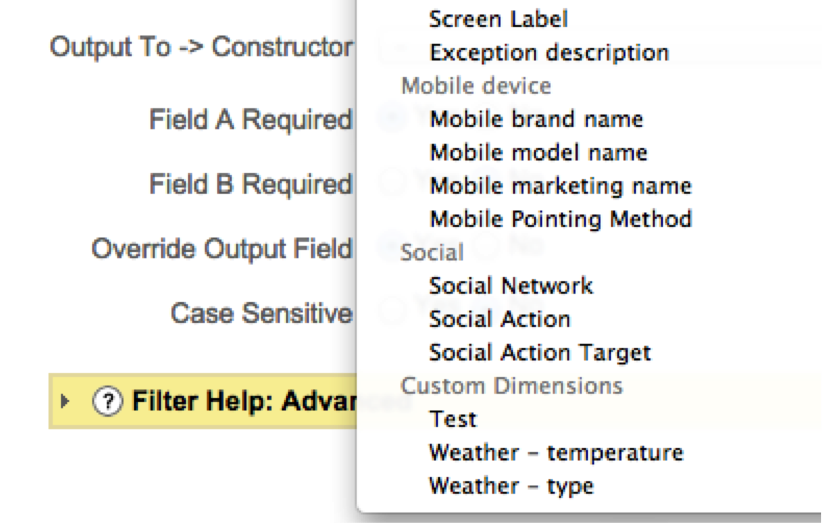 Output To -> Constructor
Field A Required
Field B Required
Override Output Field
No
Case Sensitive
Filter Help: Advanced
Screen Label
Exception description
Mobile device
Mobile brand name
Mobile model name
Mobile marketing name
Mobile Pointing Method
Social
Social Network
Social Action
Social Action Target
Custom Dimensions
Test
Weather – temperature
Weather – type